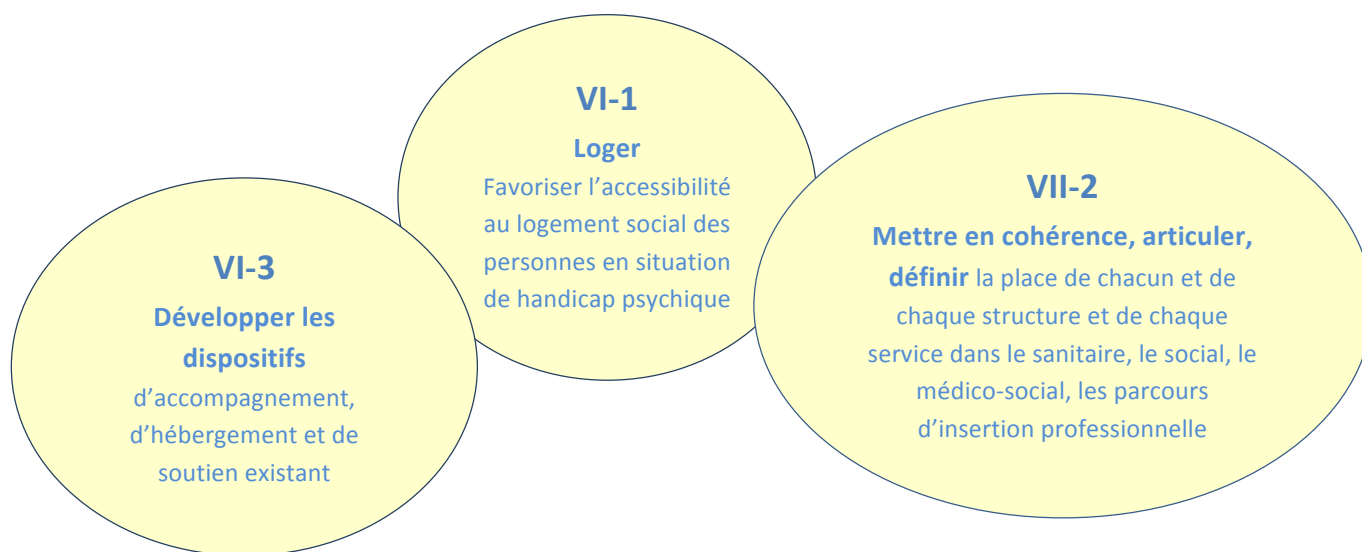 VI-1
Loger
Favoriser l’accessibilité
au logement social des
personnes en situation
de handicap psychique
VI-3
Développer les
dispositifs
d’accompagnement,
d’hébergement et de
soutien existant
VII-2
Mettre en cohérence, articuler,
définir la place de chacun et de
chaque structure et de chaque
service dans le sanitaire, le social, le
médico-social, les parcours
d’insertion professionnelle